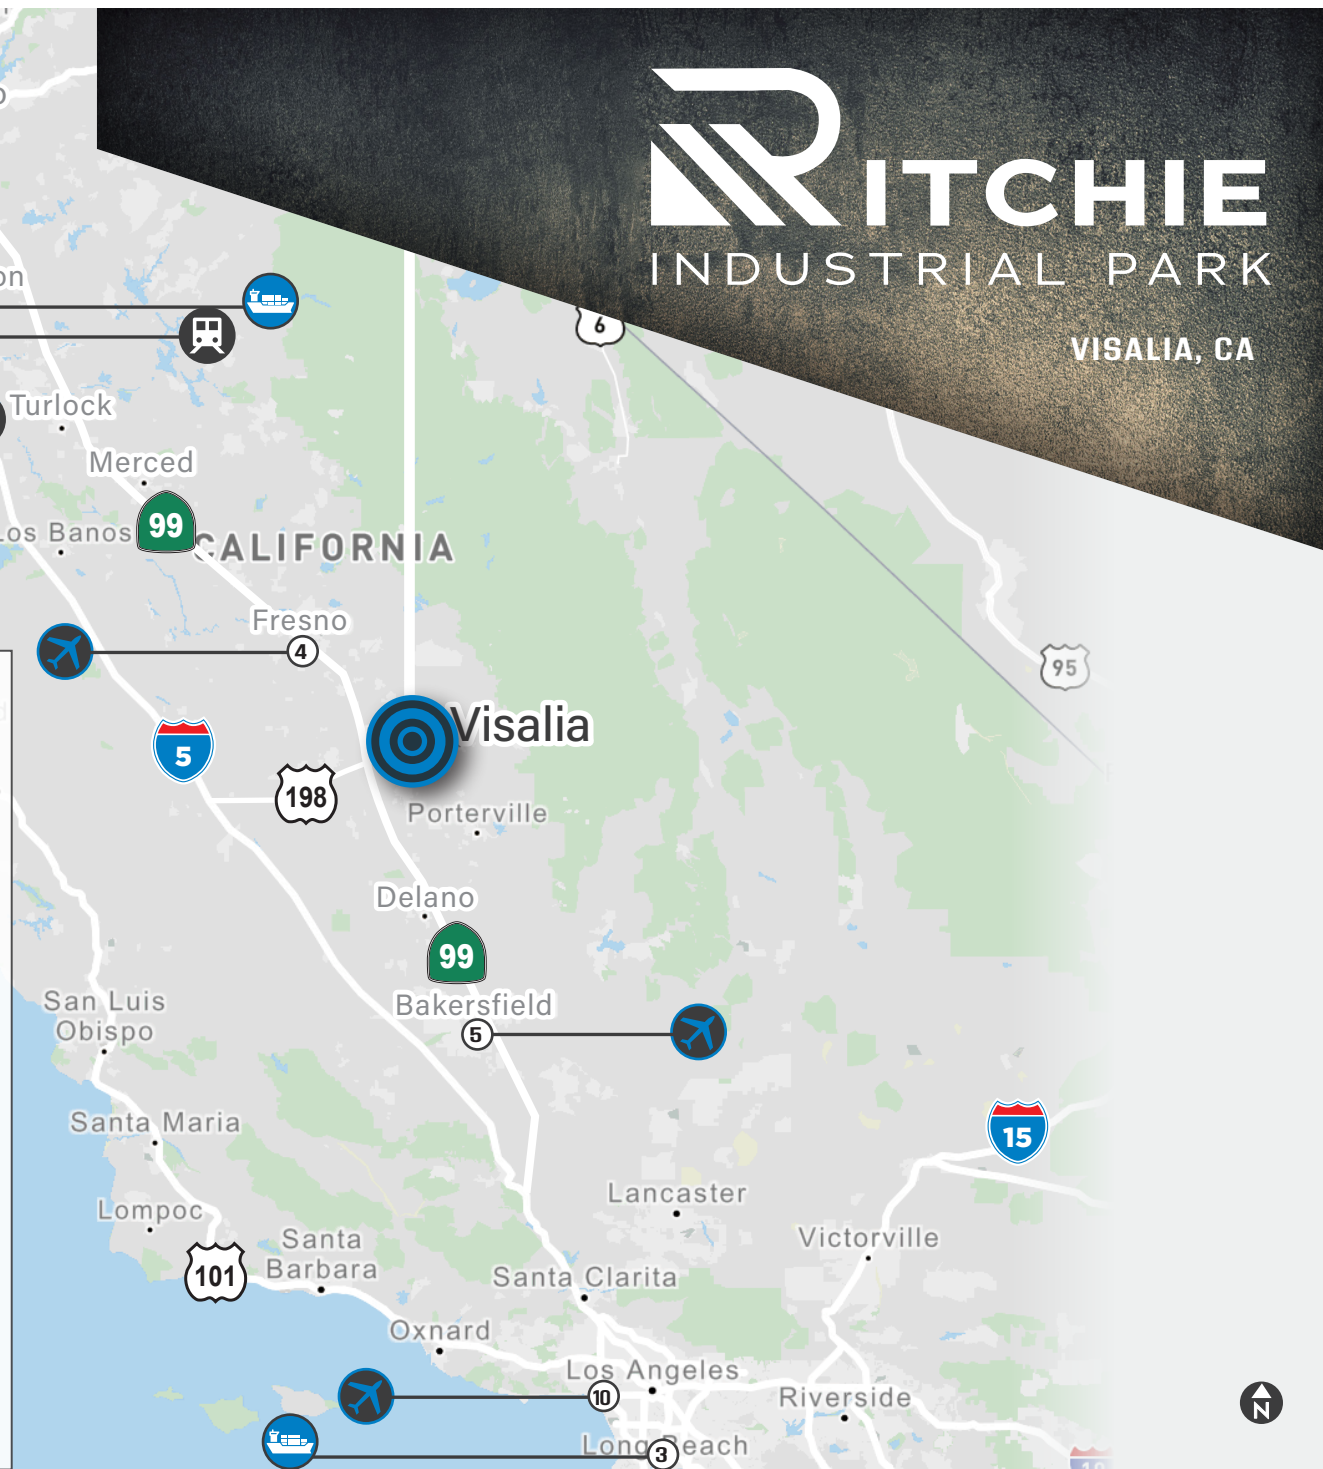 RITCHIE
INDUSTRIAL PARK
VISALIA, CA
6
Turlock
Merced
99
Los Banos
CALIFORNIA
Fresno
4
95
Visalia
5
198
Porterville
Delano
99
Bakersfield
5
San Luis
Obispo
Santa Maria
15
Lancaster
Lompoc
Victorville
Santa
Barbara
101
Santa Clarita
Oxnard
Los Angeles
10
Riverside
N
Long Beach
3